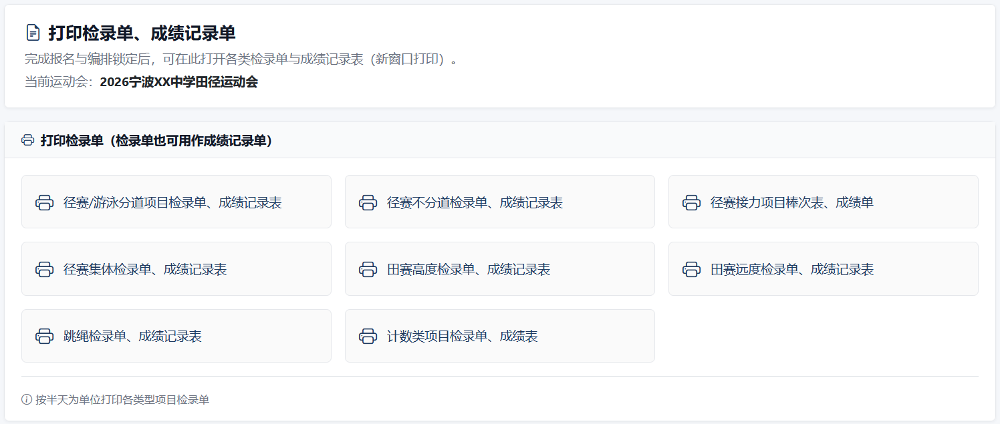 打印检录单、成绩记录单
完成报名与编排锁定后，可在此打开各类检录单与成绩记录表（新窗口打印）。
当前运动会：2026宁波XX中学田径运动会
打印检录单（检录单也可用作成绩记录单）
径赛/游泳分道项目检录单、成绩记录表
径赛不分道检录单、成绩记录表
径赛接力项目棒次表、成绩单
径赛集体检录单、成绩记录表
田赛高度检录单、成绩记录表
田赛远度检录单、成绩记录表
跳绳检录单、成绩记录表
计数类项目检录单、成绩表
按半天为单位打印各类型项目检录单